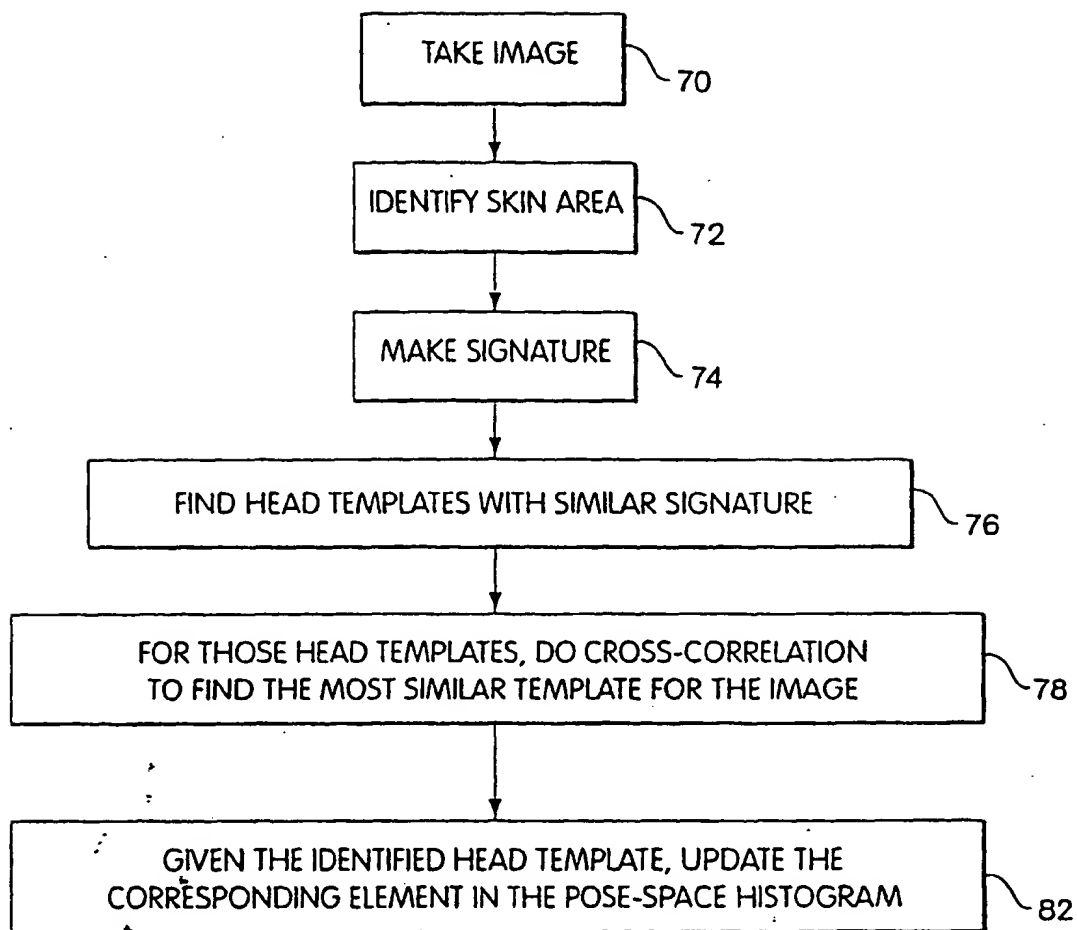 TAKE IMAGE
70
IDENTIFY SKIN AREA
72
MAKE SIGNATURE
74
FIND HEAD TEMPLATES WITH SIMILAR SIGNATURE
76
FOR THOSE HEAD TEMPLATES, DO CROSS-CORRELATION
TO FIND THE MOST SIMILAR TEMPLATE FOR THE IMAGE
78
GIVEN THE IDENTIFIED HEAD TEMPLATE, UPDATE THE
CORRESPONDING ELEMENT IN THE POSE-SPACE HISTOGRAM
82